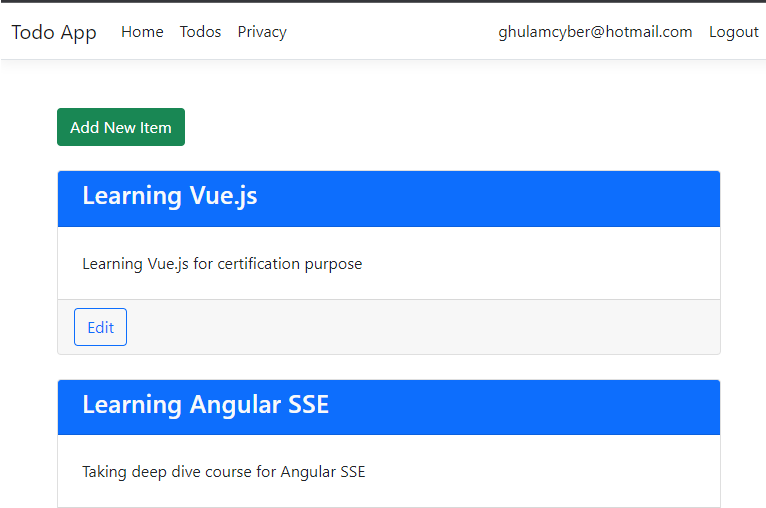 Todo App Home Todos Privacy ghulamcyber@hotmail.com Logout
Add New Item
Learning Vue.js
Learning Vue.js for certification purpose
Edit
Learning Angular SSE
Taking deep dive course for Angular SSE